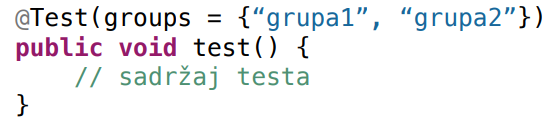 @Test(groups = {“grupa1”, “grupa2”})
public void test() {
    // sadržaj testa
}